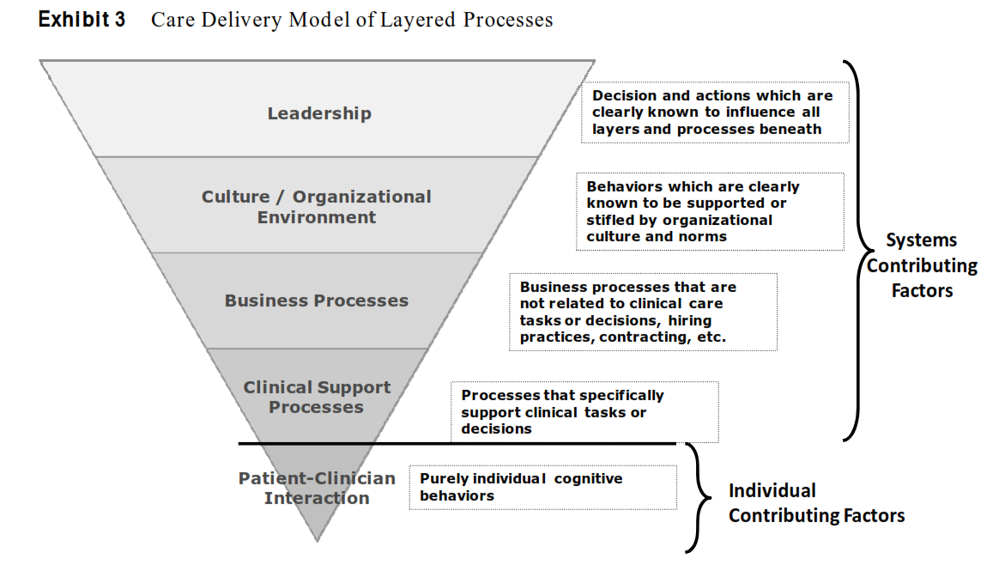 Exhibit 3 Care Delivery Model of Layered Processes
Leadership
Decision and actions which are
clearly known to influence all
layers and processes beneath
Culture / Organizational
Environment
Behaviors which are clearly
known to be supported or
stifled by organizational
culture and norms
Systems
Contributing
Factors
Business Processes
Business processes that are
not related to clinical care
tasks or decisions, hiring
practices, contracting, etc.
Clinical Support
Processes
Processes that specifically
support clinical tasks or
decisions
Patient-Clinician
Interaction
Purely individual cognitive
behaviors
Individual
Contributing Factors